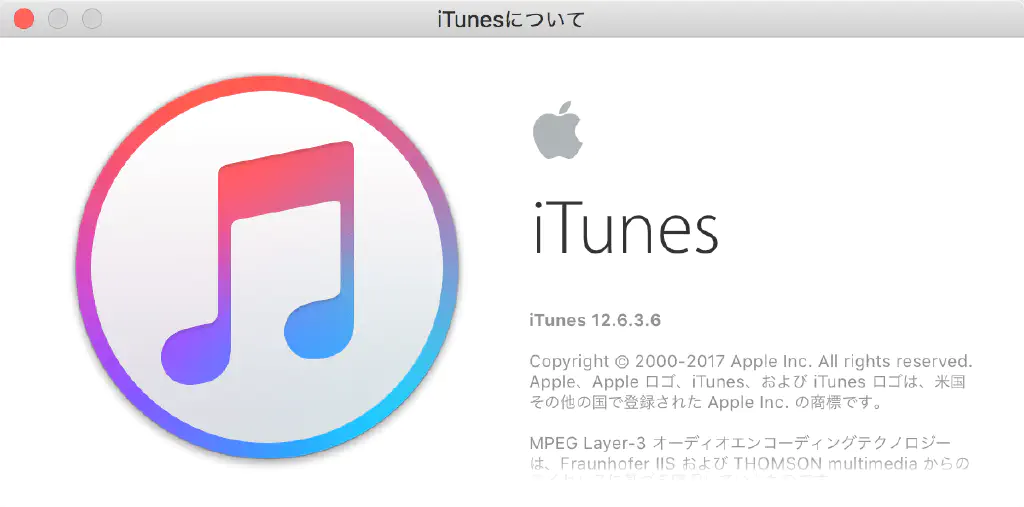 iTunesについて
iTunes
iTunes 12.6.3.6
Copyright © 2000-2017 Apple Inc. All rights reserved.
Apple、Apple ロゴ、iTunes、および iTunes ロゴは、米国
その他の国で登録された Apple Inc. の商標です。
MPEG Layer-3 オーディオエンコーディングテクノロジー
は、Fraunhofer IIS および THOMSON multimedia からの